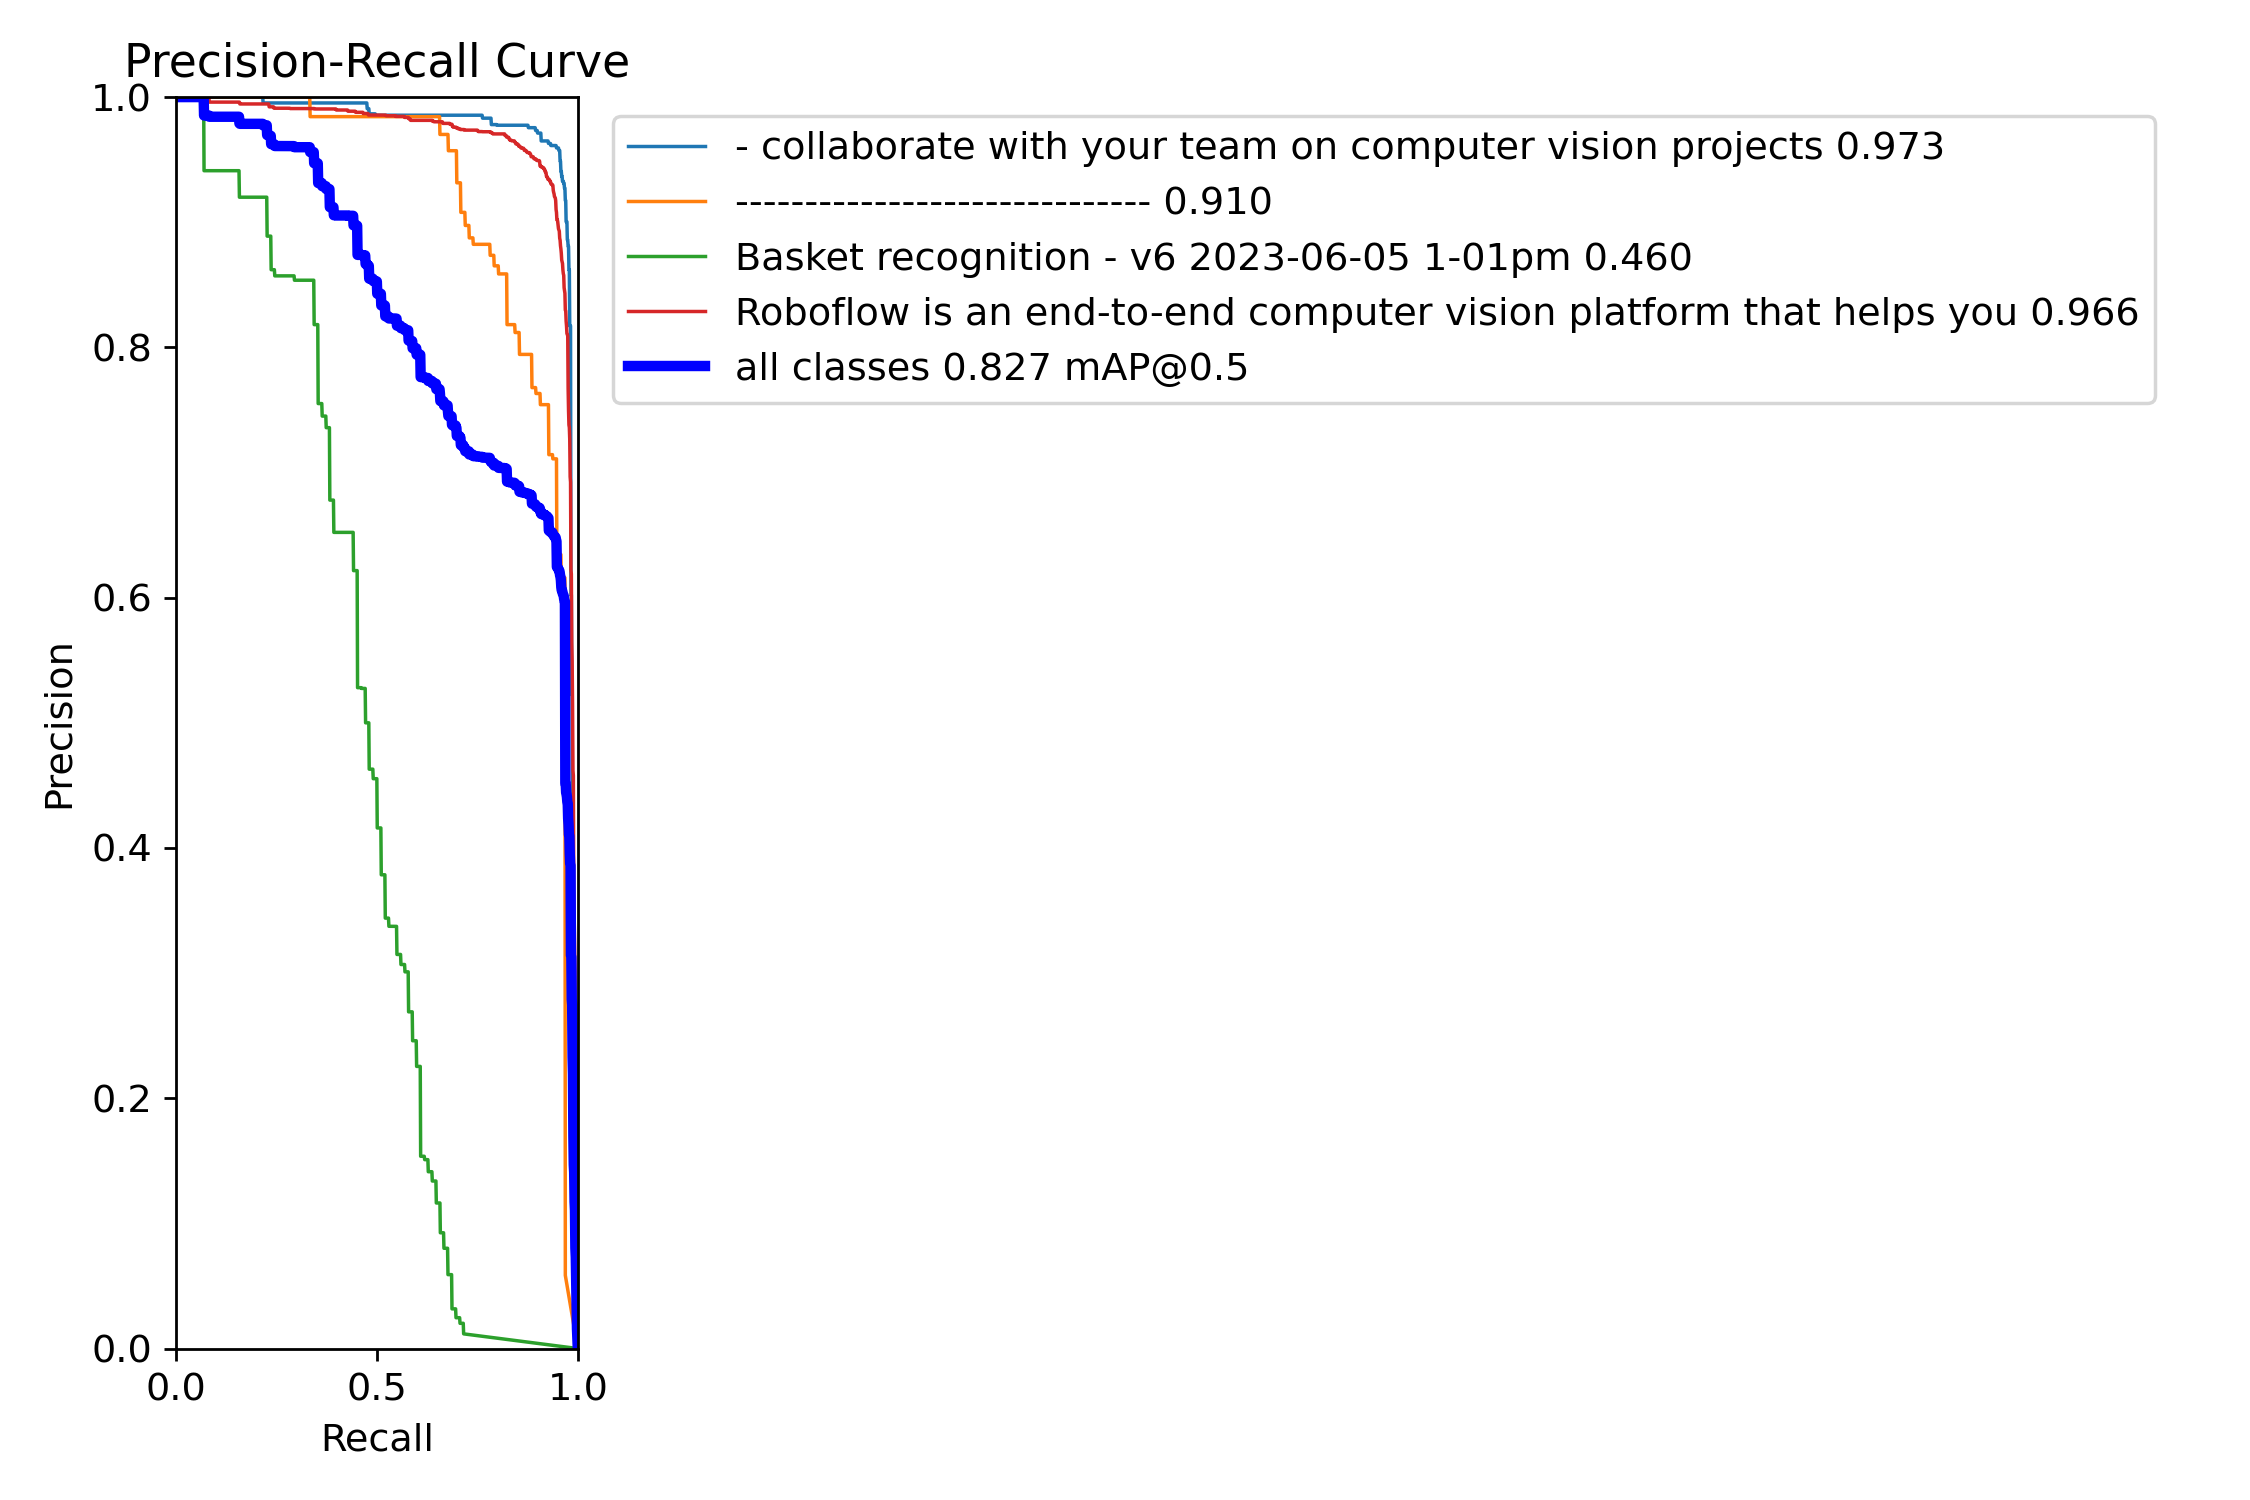 Precision-Recall Curve
1.0
0.8
0.6
0.4
0.2
0.0
Precision
0.0 0.5 1.0
Recall
- collaborate with your team on computer vision projects 0.973
------------------------------ 0.910
Basket recognition - v6 2023-06-05 1-01pm 0.460
Roboflow is an end-to-end computer vision platform that helps you 0.966
all classes 0.827 mAP@0.5